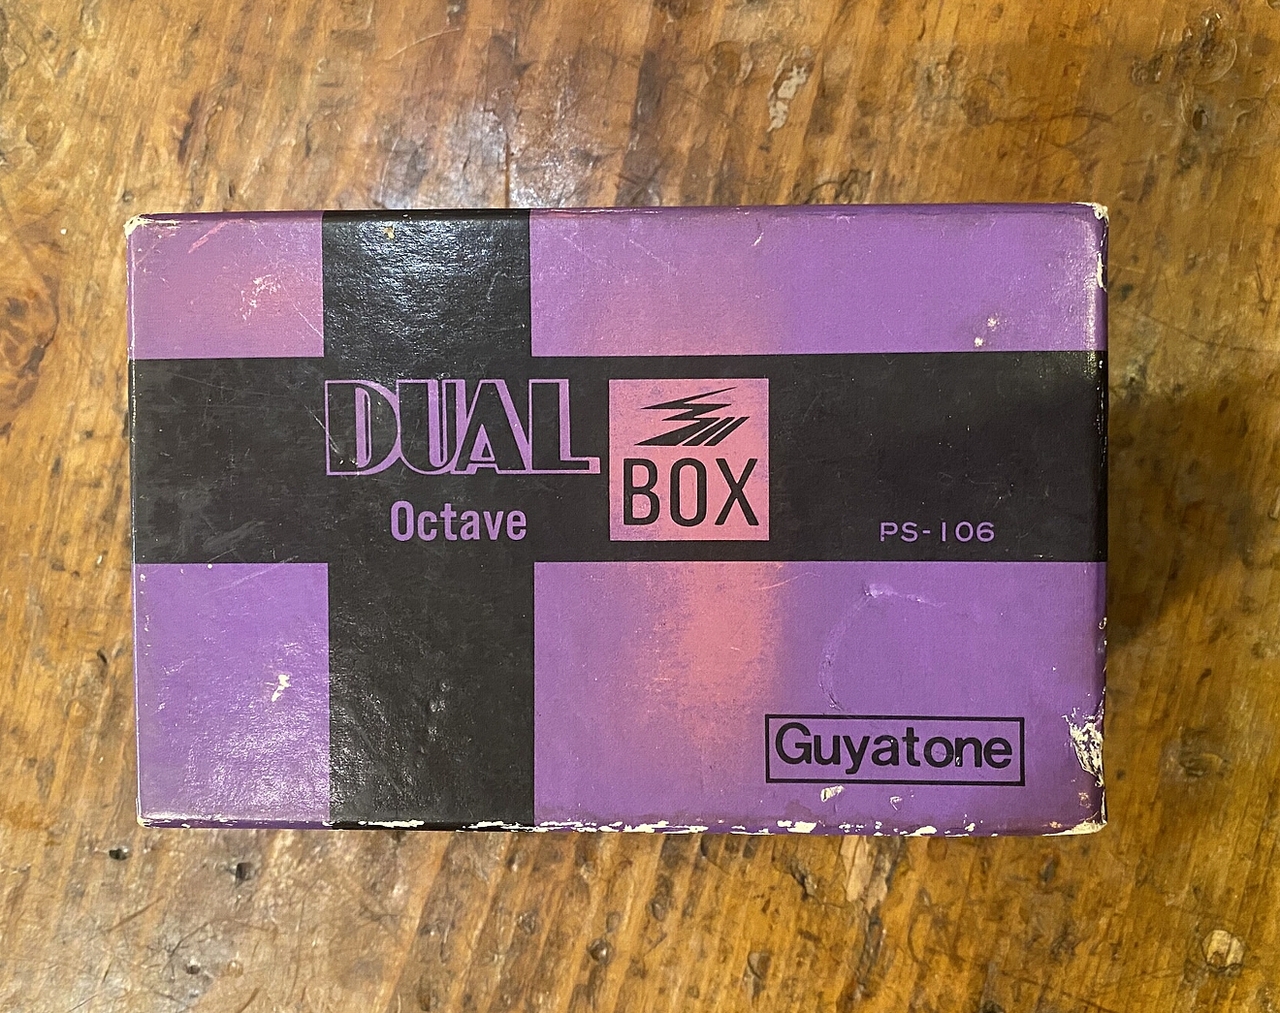 DUAL BOX
Octave
PS-106
Guyatone